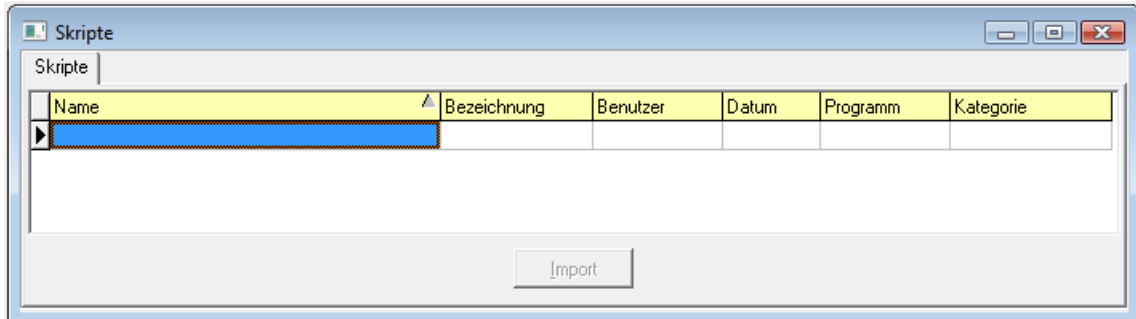 Skripte
Skripte
Name Bezeichnung Benutzer Datum Programm Kategorie
Import